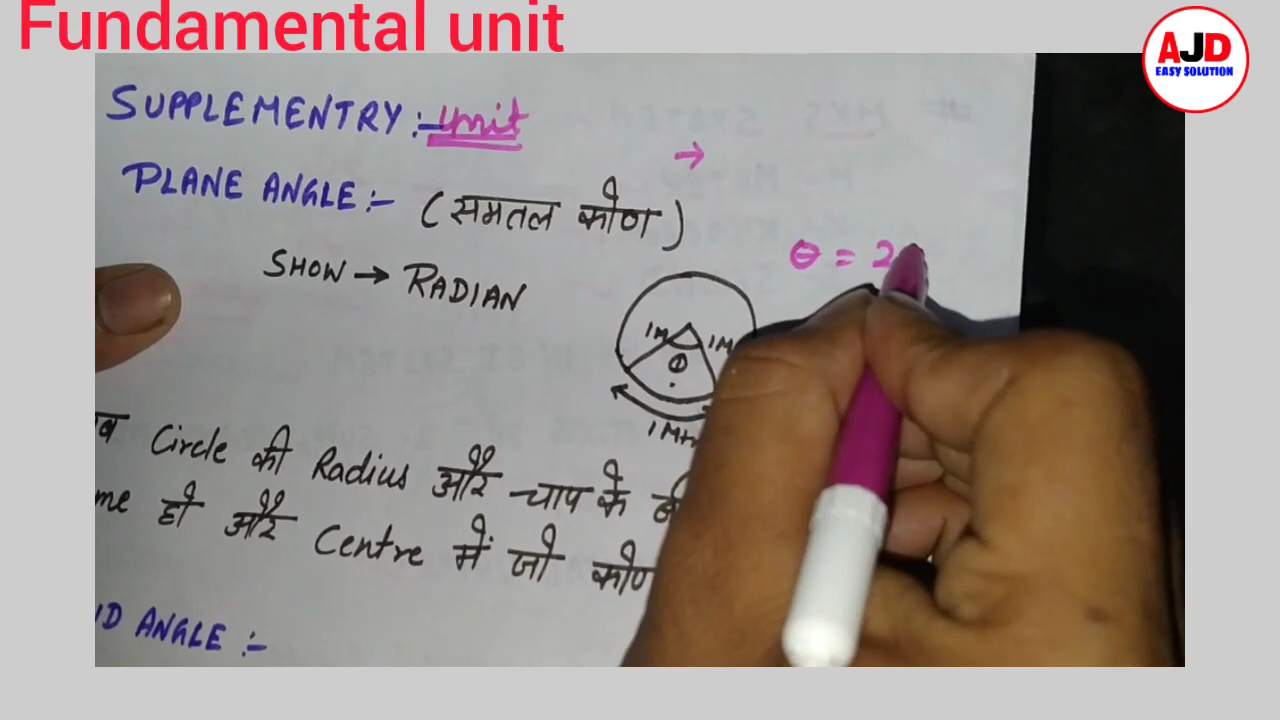 Fundamental unit
AJD
EASY SOLUTION
SUPPLEMENTRY :- unit
→
PLANE ANGLE :- (समतल कोण)
θ = 2
SHOW → RADIAN
1M 1M
θ
1M
Circle की Radius और चाप के
me हो और Centre में जो कोण
ID ANGLE :-